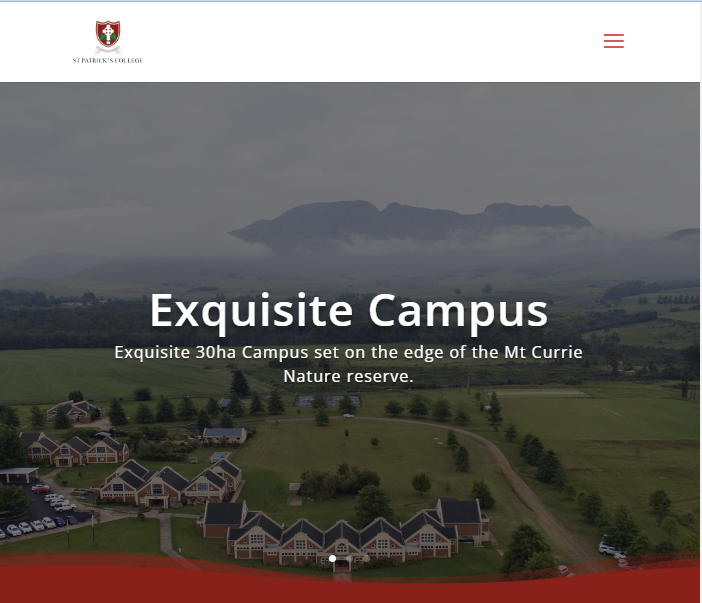 ST PATRICK'S COLLEGE
Exquisite Campus
Exquisite 30ha Campus set on the edge of the Mt Currie
Nature reserve.